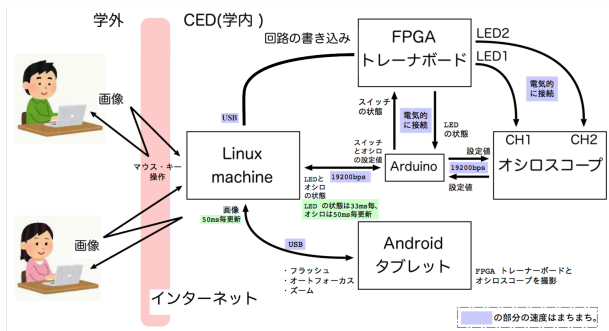 学外
CED(学内 )
回路の書き込み
FPGA
トレーナボード
LED2
LED1
画像
USB
スイッチ
の状態
電気的
に接続
LED
の状態
電気的
に接続
CH1
CH2
オシロスコープ
マウス・キー
操作
Linux
machine
スイッチ
とオシロ
の設定値
19200bps
Arduino
設定値
19200bps
設定値
LEDと
オシロ
の状態
LED の状態は33ms毎、
オシロは50ms毎更新
画像
50ms毎更新
画像
USB
Android
タブレット
・フラッシュ
・オートフォーカス
・ズーム
FPGA トレーナーボードと
オシロスコープを撮影
インターネット
の部分の速度はまちまち。